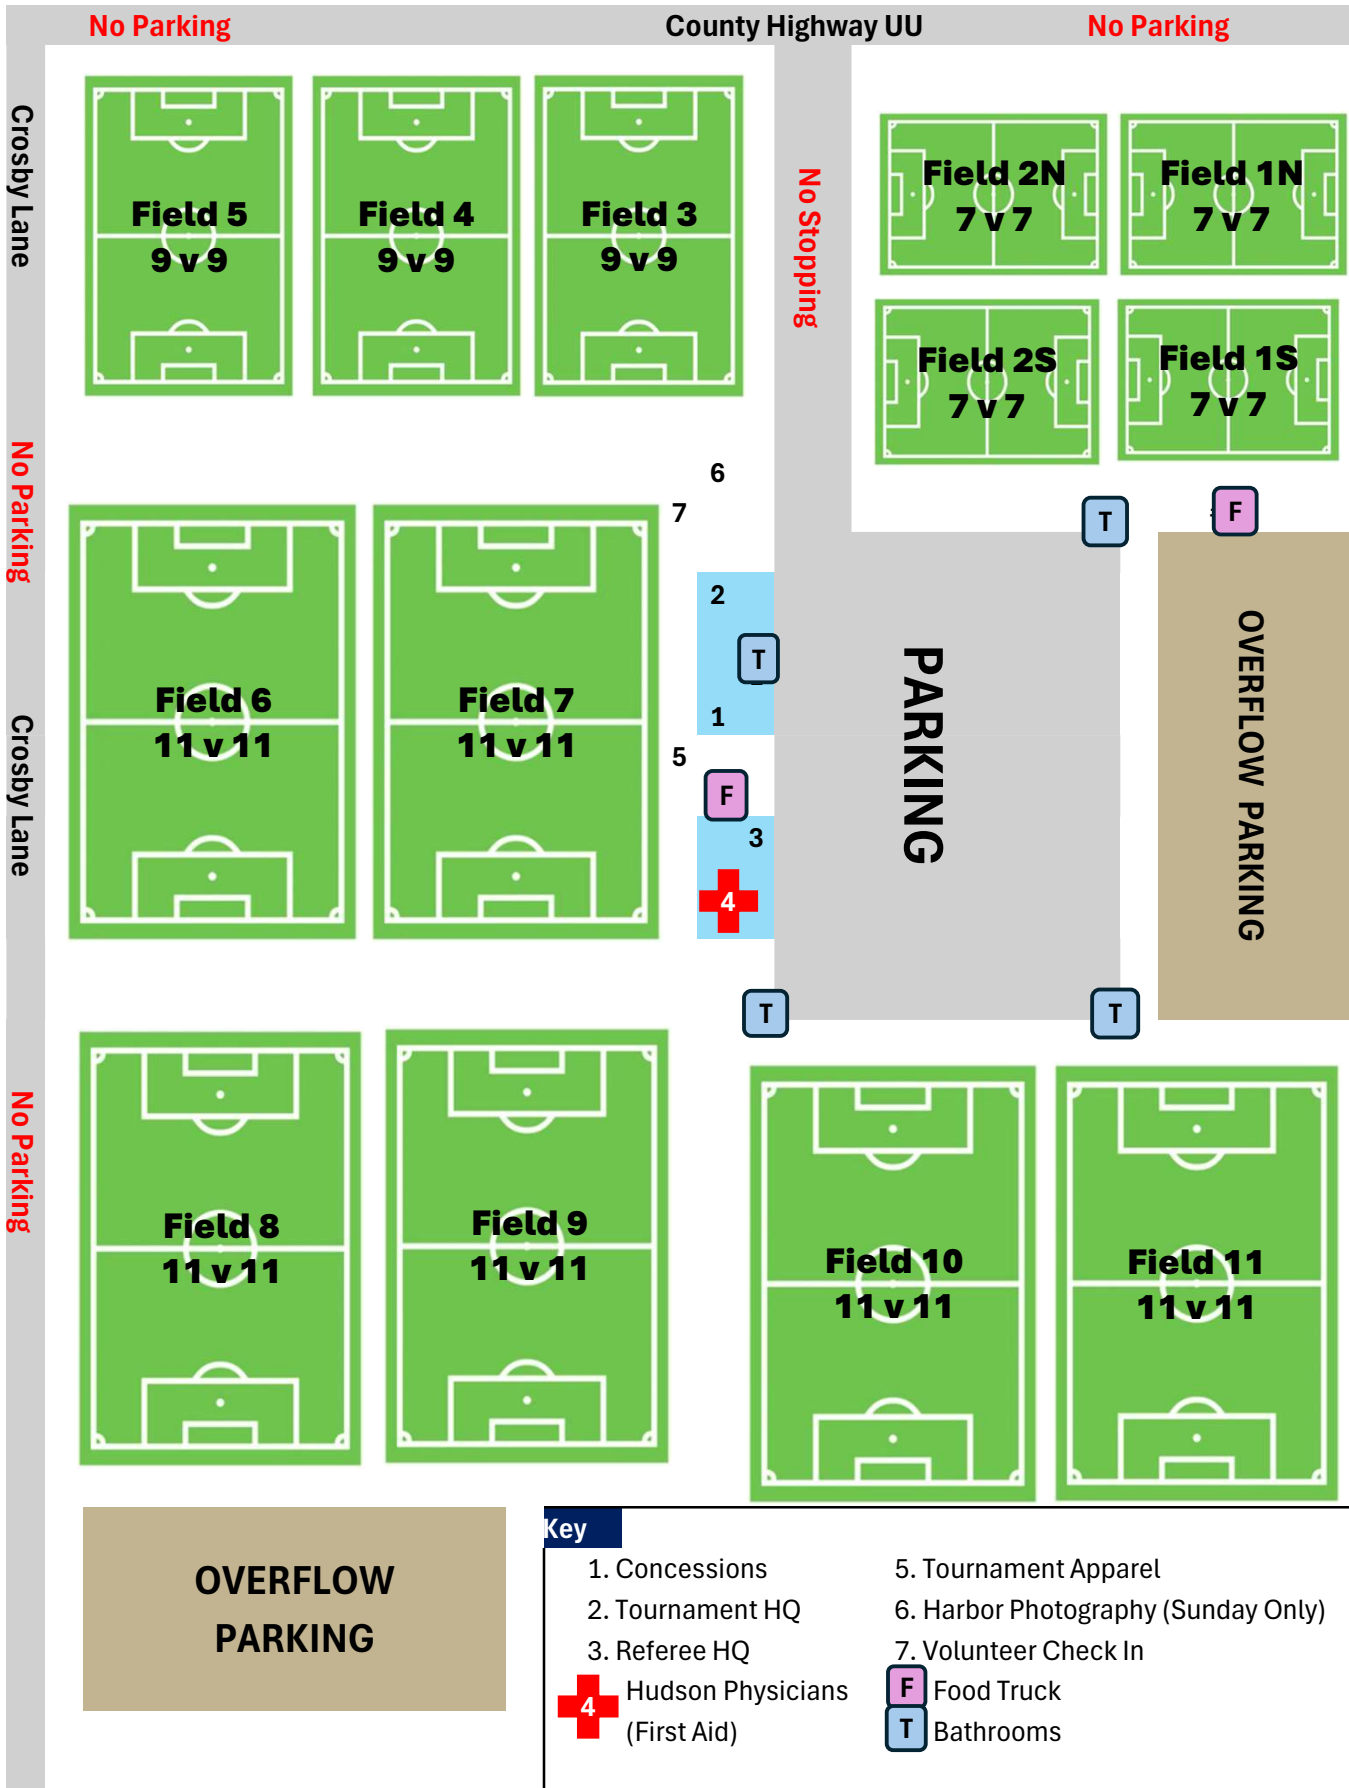 No Parking
County Highway UU
No Parking
Crosby Lane
No Stopping
Field 5
9 v 9
Field 4
9 v 9
Field 3
9 v 9
Field 2N
7 v 7
Field 1N
7 v 7
Field 2S
7 v 7
Field 1S
7 v 7
No Parking
6
7
T
F
Field 6
11 v 11
Field 7
11 v 11
2
T
1
5
F
3
4
PARKING
OVERFLOW PARKING
Crosby Lane
T
T
No Parking
Field 8
11 v 11
Field 9
11 v 11
Field 10
11 v 11
Field 11
11 v 11
OVERFLOW
PARKING
Key
1. Concessions
2. Tournament HQ
3. Referee HQ
4 Hudson Physicians
(First Aid)
5. Tournament Apparel
6. Harbor Photography (Sunday Only)
7. Volunteer Check In
F Food Truck
T Bathrooms